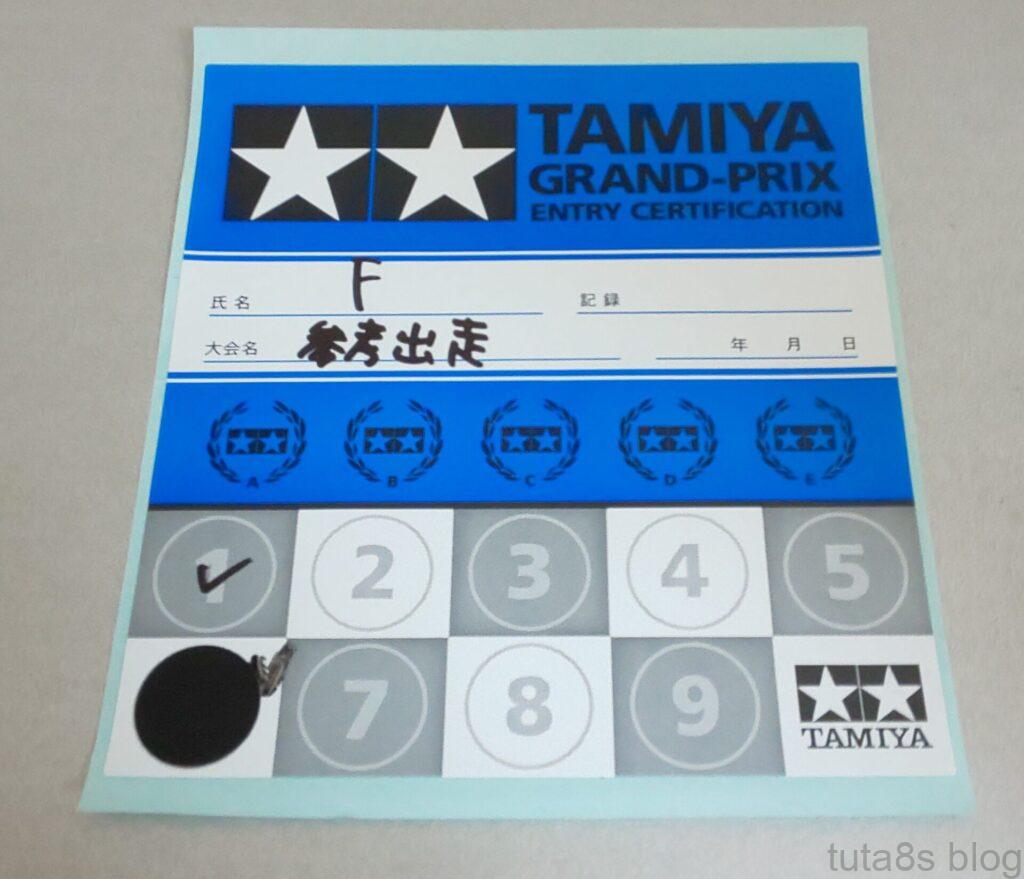 TAMIYA
GRAND-PRIX
ENTRY CERTIFICATION
氏名 F 記録
大会名 参考出走 年 月 日
A B C D E
1 2 3 4 5
7 8 9
TAMIYA
tuta8s blog